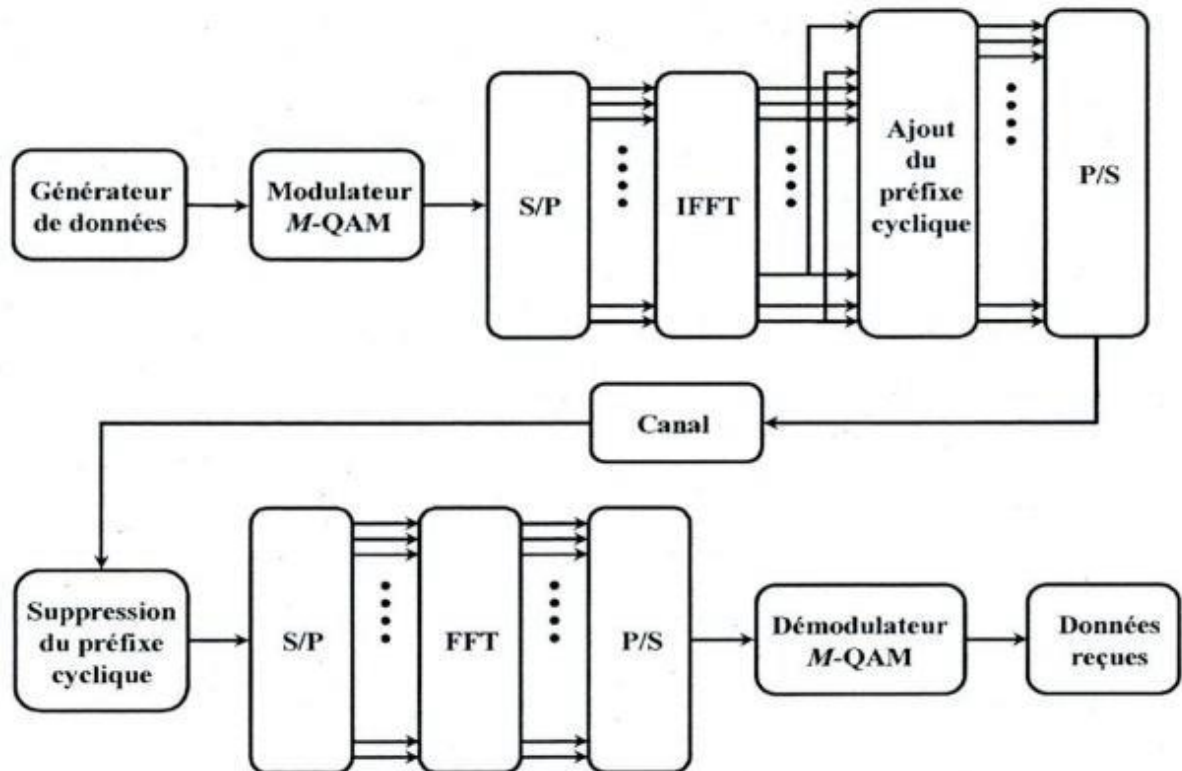 Générateur
de données
Modulateur
M-QAM
S/P
IFFT
Ajout
du
préfixe
cyclique
P/S
Canal
Suppression
du préfixe
cyclique
S/P
FFT
P/S
Démodulateur
M-QAM
Données
reçues